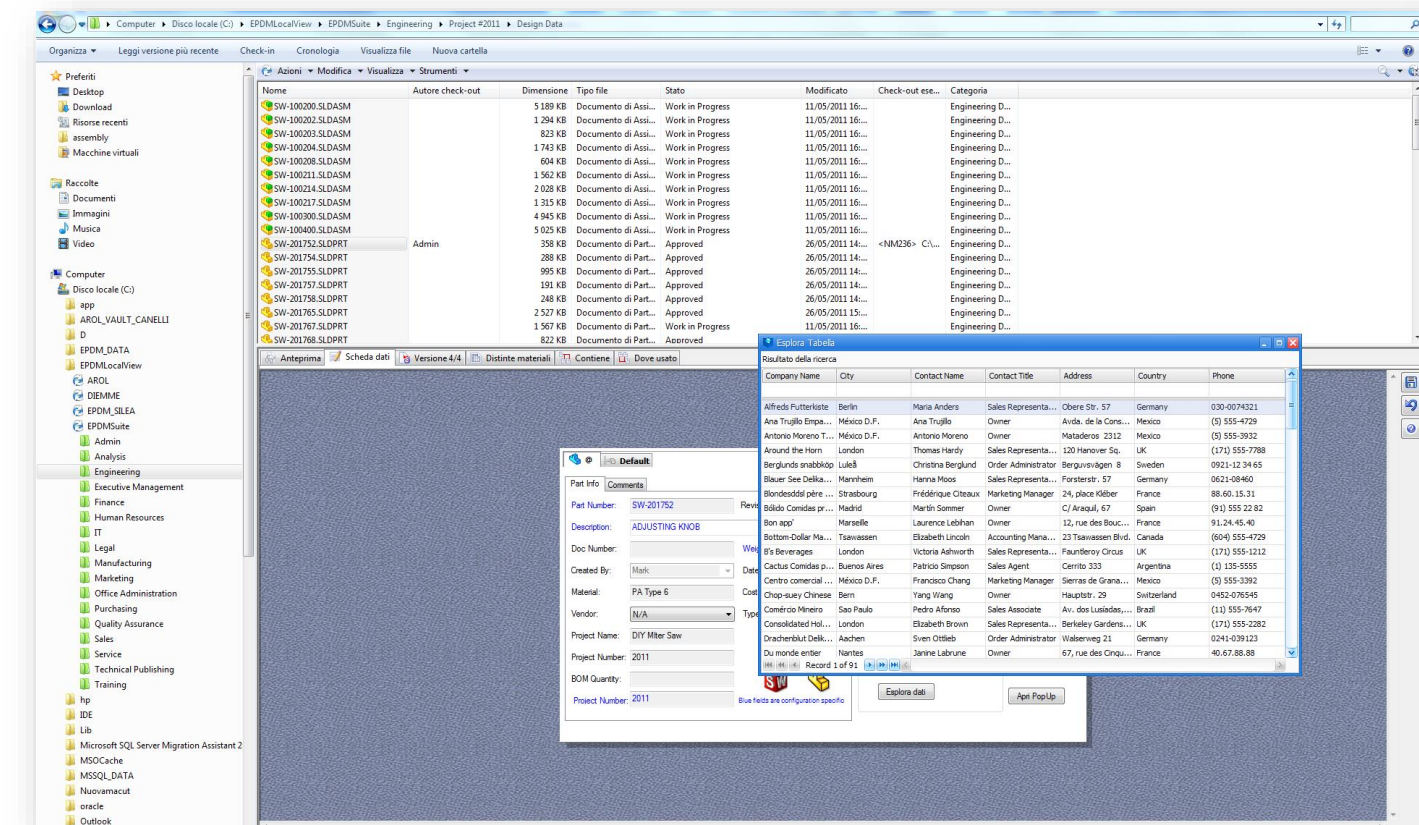 Computer Disco locale (C:) EPDMLocalView EPDMSuite Engineering Project #2011 Design Data
Organizza Leggi versione più recente Check-in Cronologia Visualizza file Nuova cartella
Preferiti
Desktop
Download
Risorse recenti
assembly
Macchine virtuali
Raccolte
Documenti
Immagini
Musica
Video
Computer
Disco locale (C:)
app
AROL_VAULT_CANELLI
D
EPDM_DATA
EPDMLocalView
AROL
DIEMME
EPDM_SILEA
EPDMSuite
Admin
Analysis
Engineering
Executive Management
Finance
Human Resources
IT
Legal
Manufacturing
Marketing
Office Administration
Purchasing
Quality Assurance
Sales
Service
Technical Publishing
Training
hp
IDE
Lib
Microsoft SQL Server Migration Assistant 2
MSOCache
MSSQL_DATA
Nuovamacut
oracle
Outlook
Azioni Modifica Visualizza Strumenti
Nome Autore check-out Dimensione Tipo file Stato Modificato Check-out ese... Categoria
SW-100200.SLDASM 5 189 KB Documento di Assi... Work in Progress 11/05/2011 16:... Engineering D...
SW-100202.SLDASM 1 294 KB Documento di Assi... Work in Progress 11/05/2011 16:... Engineering D...
SW-100203.SLDASM 823 KB Documento di Assi... Work in Progress 11/05/2011 16:... Engineering D...
SW-100204.SLDASM 1 743 KB Documento di Assi... Work in Progress 11/05/2011 16:... Engineering D...
SW-100208.SLDASM 604 KB Documento di Assi... Work in Progress 11/05/2011 16:... Engineering D...
SW-100211.SLDASM 1 562 KB Documento di Assi... Work in Progress 11/05/2011 16:... Engineering D...
SW-100214.SLDASM 2 028 KB Documento di Assi... Work in Progress 11/05/2011 16:... Engineering D...
SW-100217.SLDASM 1 315 KB Documento di Assi... Work in Progress 11/05/2011 16:... Engineering D...
SW-100300.SLDASM 4 945 KB Documento di Assi... Work in Progress 11/05/2011 16:... Engineering D...
SW-100400.SLDASM 5 025 KB Documento di Assi... Work in Progress 11/05/2011 16:... Engineering D...
SW-201752.SLDPRT Admin 358 KB Documento di Part... Approved 26/05/2011 14:... <NM236> C:\... Engineering D...
SW-201754.SLDPRT 288 KB Documento di Part... Approved 26/05/2011 14:... Engineering D...
SW-201755.SLDPRT 995 KB Documento di Part... Approved 26/05/2011 14:... Engineering D...
SW-201757.SLDPRT 191 KB Documento di Part... Approved 26/05/2011 14:... Engineering D...
SW-201758.SLDPRT 248 KB Documento di Part... Approved 26/05/2011 14:... Engineering D...
SW-201765.SLDPRT 2 527 KB Documento di Part... Approved 26/05/2011 15:... Engineering D...
SW-201767.SLDPRT 1 567 KB Documento di Part... Work in Progress 11/05/2011 16:... Engineering D...
SW-201768.SLDPRT 822 KB Documento di Part... Approved
Anteprima Scheda dati Versione 4/4 Distinte materiali Contiene Dove usato
@ Default
Part Info Comments
Part Number: SW-201752 Revis
Description: ADJUSTING KNOB
Doc Number: Weig
Created By: Mark Date
Material: PA Type 6 Cost
Vendor: N/A Type
Project Name: DIY Miter Saw
Project Number: 2011
BOM Quantity:
Project Number: 2011 Blue fields are configuration specific
SW
Esplora dati Apri PopUp
Esplora Tabella
Risultato della ricerca
Company Name City Contact Name Contact Title Address Country Phone
Alfreds Futterkiste Berlin Maria Anders Sales Representa... Obere Str. 57 Germany 030-0074321
Ana Trujillo Empa... México D.F. Ana Trujillo Owner Avda. de la Cons... Mexico (5) 555-4729
Antonio Moreno T... México D.F. Antonio Moreno Owner Mataderos 2312 Mexico (5) 555-3932
Around the Horn London Thomas Hardy Sales Representa... 120 Hanover Sq. UK (171) 555-7788
Berglunds snabbköp Luleå Christina Berglund Order Administrator Berguvsvägen 8 Sweden 0921-12 34 65
Blauer See Delika... Mannheim Hanna Moos Sales Representa... Forsterstr. 57 Germany 0621-08460
Blondesddsl père ... Strasbourg Frédérique Citeaux Marketing Manager 24, place Kléber France 88.60.15.31
Bólido Comidas pr... Madrid Martín Sommer Owner C/ Araquil, 67 Spain (91) 555 22 82
Bon app' Marseille Laurence Lebihan Owner 12, rue des Bouc... France 91.24.45.40
Bottom-Dollar Ma... Tsawassen Elizabeth Lincoln Accounting Mana... 23 Tsawassen Blvd. Canada (604) 555-4729
B's Beverages London Victoria Ashworth Sales Representa... Fauntleroy Circus UK (171) 555-1212
Cactus Comidas p... Buenos Aires Patricio Simpson Sales Agent Cerrito 333 Argentina (1) 135-5555
Centro comercial ... México D.F. Francisco Chang Marketing Manager Sierras de Grana... Mexico (5) 555-3392
Chop-suey Chinese Bern Yang Wang Owner Hauptstr. 29 Switzerland 0452-076545
Comércio Mineiro Sao Paulo Pedro Afonso Sales Associate Av. dos Lusíadas,... Brazil (11) 555-7647
Consolidated Hol... London Elizabeth Brown Sales Representa... Berkeley Gardens... UK (171) 555-2282
Drachenblut Delik... Aachen Sven Ottlieb Order Administrator Walserweg 21 Germany 0241-039123
Du monde entier Nantes Janine Labrune Owner 67, rue des Cinqu... France 40.67.88.88
Record 1 of 91